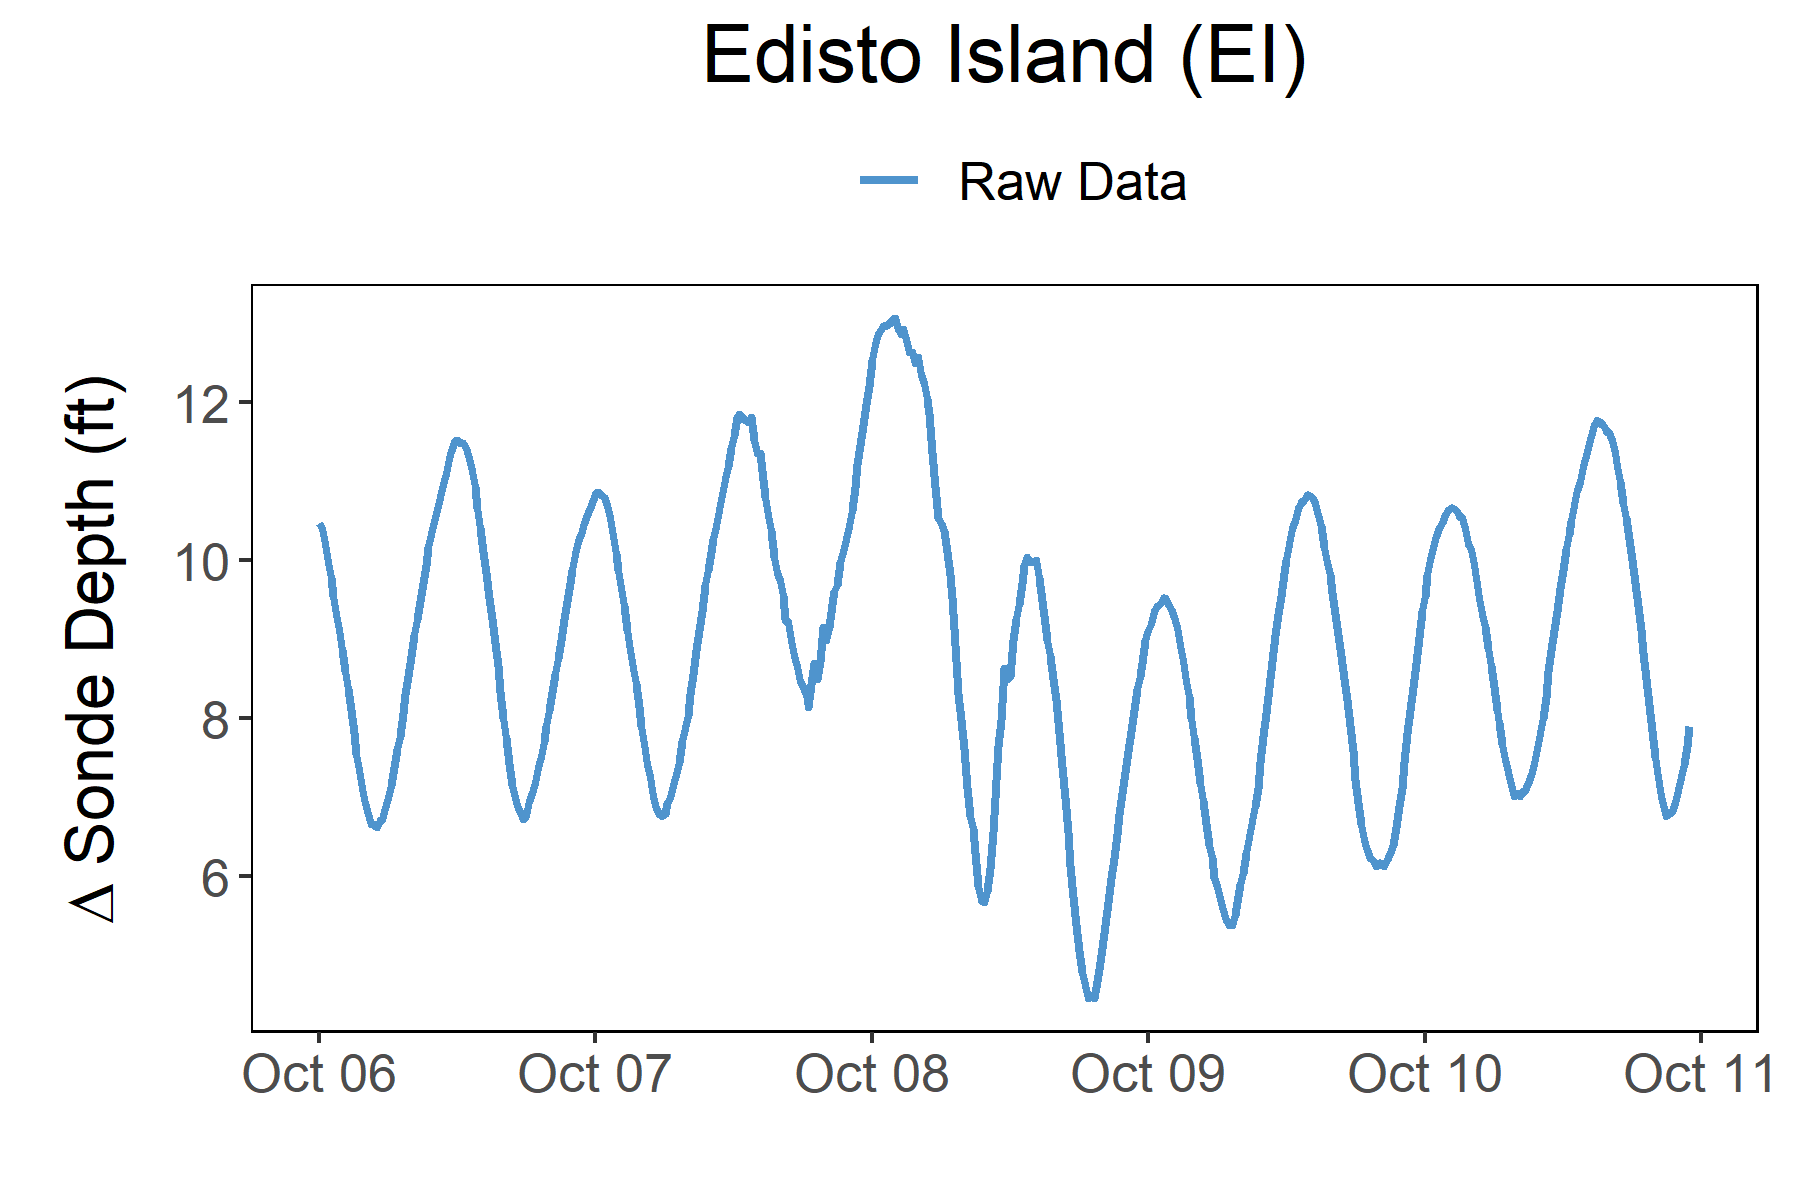 Edisto Island (EI)
Raw Data
Δ Sonde Depth (ft)
12
10
8
6
Oct 06 Oct 07 Oct 08 Oct 09 Oct 10 Oct 11